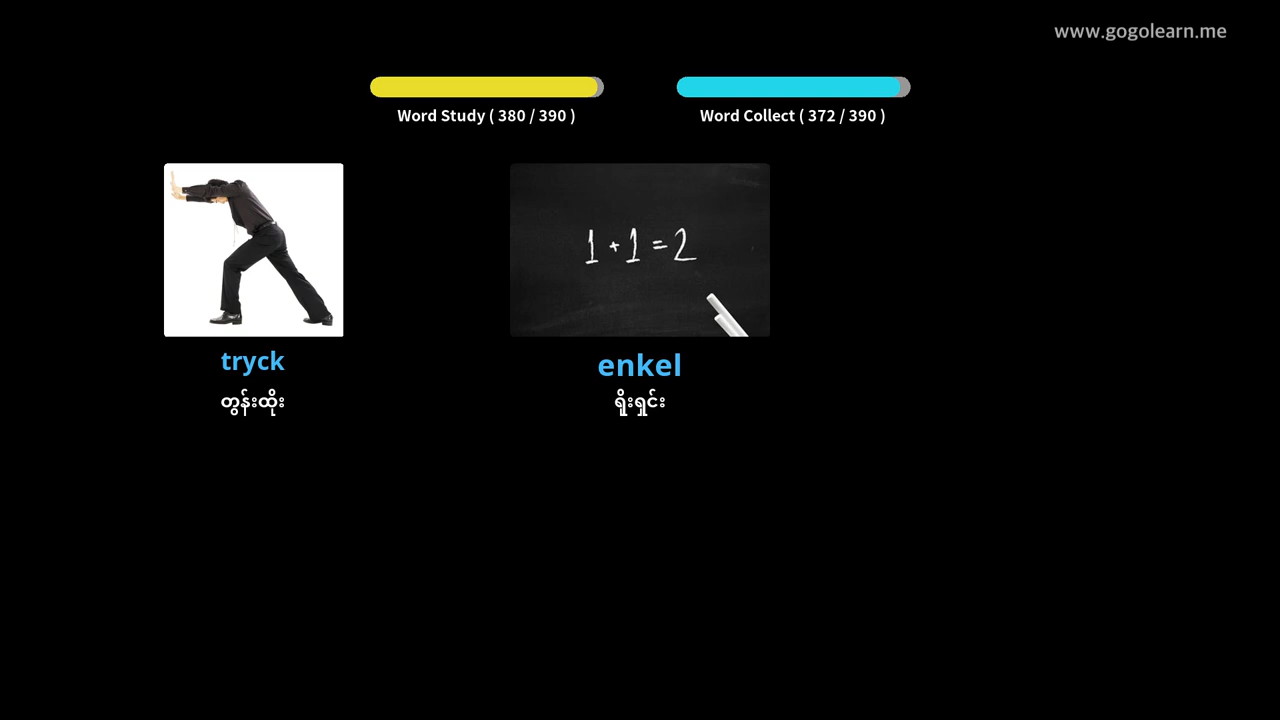 www.gogolearn.me
Word Study ( 380 / 390 )
Word Collect ( 372 / 390 )
1 + 1 = 2
tryck
enkel
တွန်းထိုး
ရိုးရှင်း